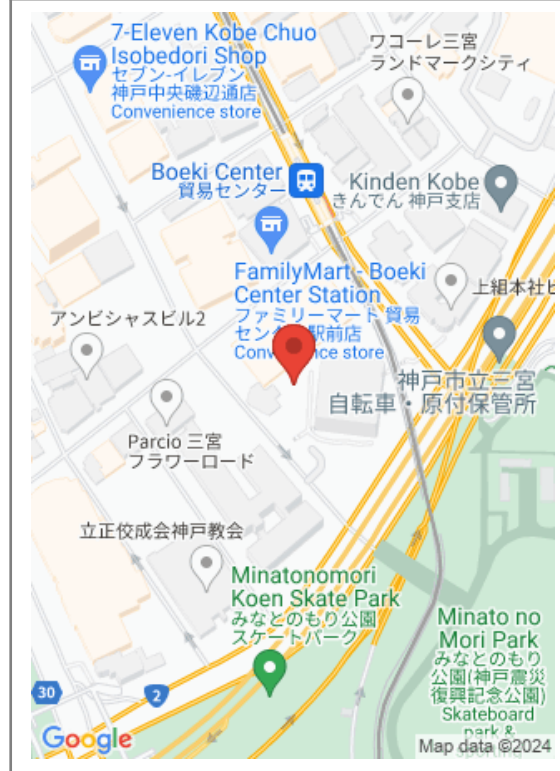 7-Eleven Kobe Chuo
Isobedori Shop
セブン-イレブン
神戸中央磯辺通店
Convenience store
ワコーレ三宮
ランドマークシティ
Boeki Center
貿易センター
Kinden Kobe
きんでん 神戸支店
FamilyMart - Boeki
Center Station
ファミリーマート 貿易
セン
駅前店
Conv
ience store
上組本社ビ
アンビシャスビル2
神戸市立三宮
自転車・原付保管所
Parcio 三宮
フラワーロード
立正佼成会神戸教会
Minatonomori
Koen Skate Park
みなとのもり公園
スケートパーク
Minato no
Mori Park
みなとのもり
公園(神戸震災
復興記念公園)
Skateboard
park &
30
2
Google
Map data ©2024